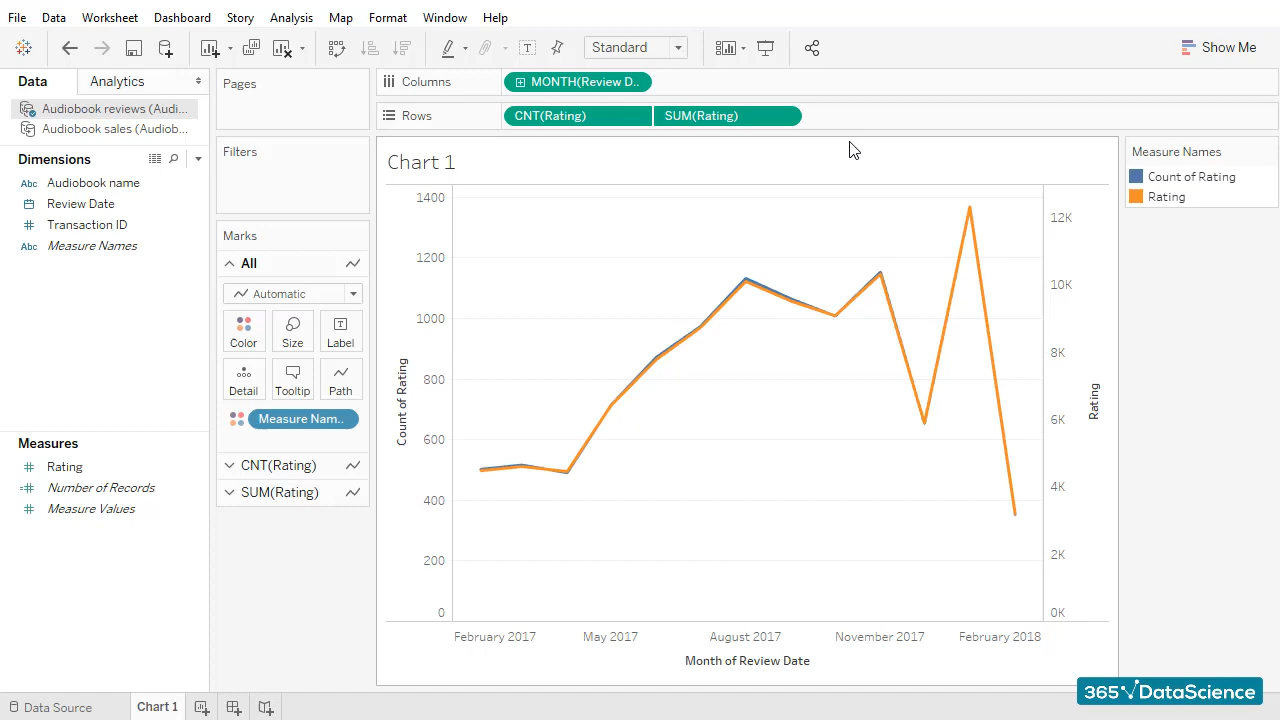 File Data Worksheet Dashboard Story Analysis Map Format Window Help
Standard
Show Me
Data Analytics
Audiobook reviews (Audi...
Audiobook sales (Audiob...
Dimensions
Abc Audiobook name
Review Date
Transaction ID
Abc Measure Names
Measures
Rating
Number of Records
Measure Values
Pages
Filters
Marks
All
Automatic
Color Size Label
Detail Tooltip Path
Measure Nam..
CNT(Rating)
SUM(Rating)
Columns MONTH(Review D..
Rows CNT(Rating) SUM(Rating)
Chart 1
1400
1200
1000
800
600
400
200
0
Count of Rating
12K
10K
8K
6K
4K
2K
0K
Rating
February 2017 May 2017 August 2017 November 2017 February 2018
Month of Review Date
Measure Names
Count of Rating
Rating
365 DataScience
Data Source Chart 1